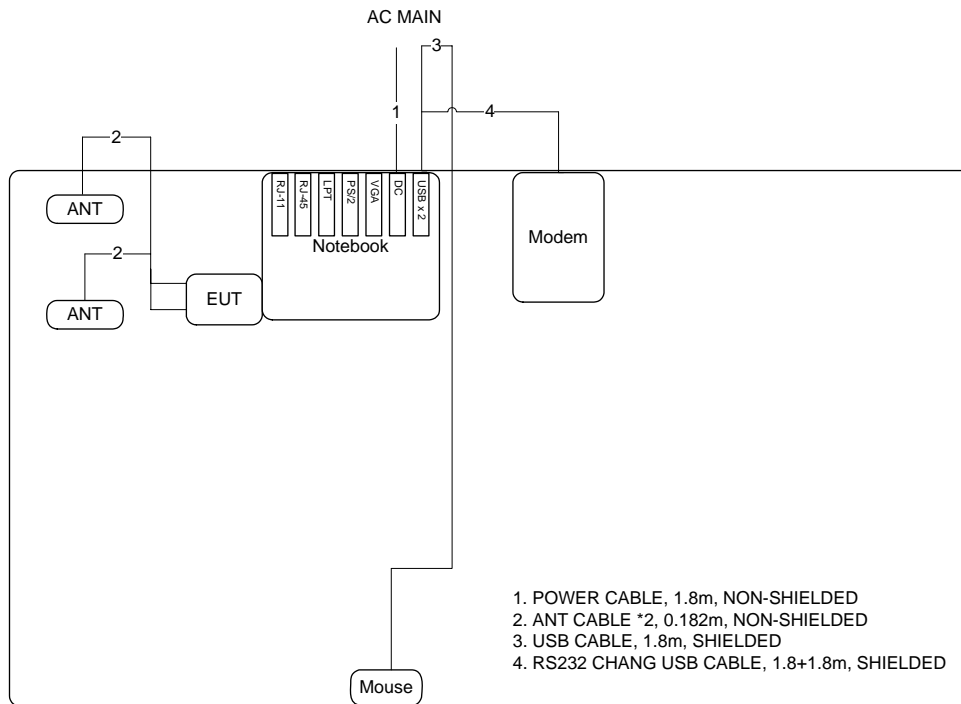 AC MAIN
3
1
4
2
RJ-11
RJ-45
LPT
PS/2
VGA
DC
USB x 2
ANT
Notebook
Modem
2
EUT
ANT
1. POWER CABLE, 1.8m, NON-SHIELDED
2. ANT CABLE *2, 0.182m, NON-SHIELDED
3. USB CABLE, 1.8m, SHIELDED
4. RS232 CHANG USB CABLE, 1.8+1.8m, SHIELDED
Mouse